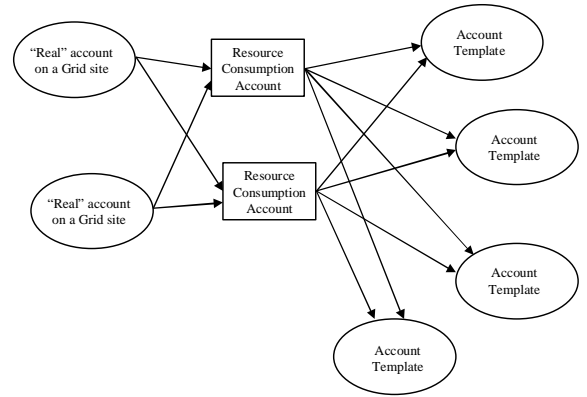 “Real” account
on a Grid site
Resource
Consumption
Account
Account
Template
Account
Template
“Real” account
on a Grid site
Resource
Consumption
Account
Account
Template
Account
Template